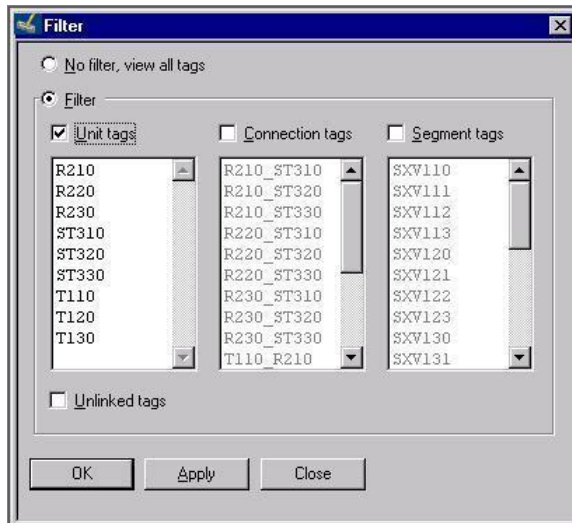 Filter
No filter, view all tags
Filter
Unit tags
Connection tags
Segment tags
R210
R220
R230
ST310
ST320
ST330
T110
T120
T130
R210_ST310
R210_ST320
R210_ST330
R220_ST310
R220_ST320
R220_ST330
R230_ST310
R230_ST320
R230_ST330
T110_R210
SXV110
SXV111
SXV112
SXV113
SXV120
SXV121
SXV122
SXV123
SXV130
SXV131
Unlinked tags
OK
Apply
Close